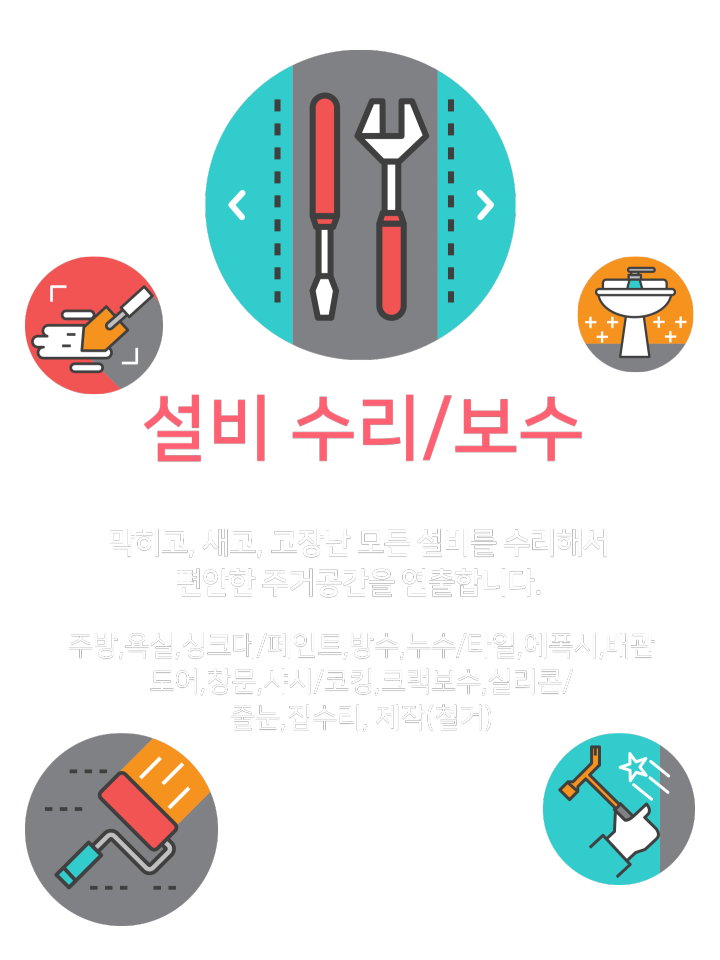 설비 수리/보수
막히고, 새고, 고장난 모든 설비를 수리해서
편안한 주거공간을 연출합니다.
주방,욕실,싱크대/페인트,방수,누수/타일,에폭시,배관
도어,창문,샤시/코킹,크랙보수,실리콘/
줄눈,집수리, 제작(철거)